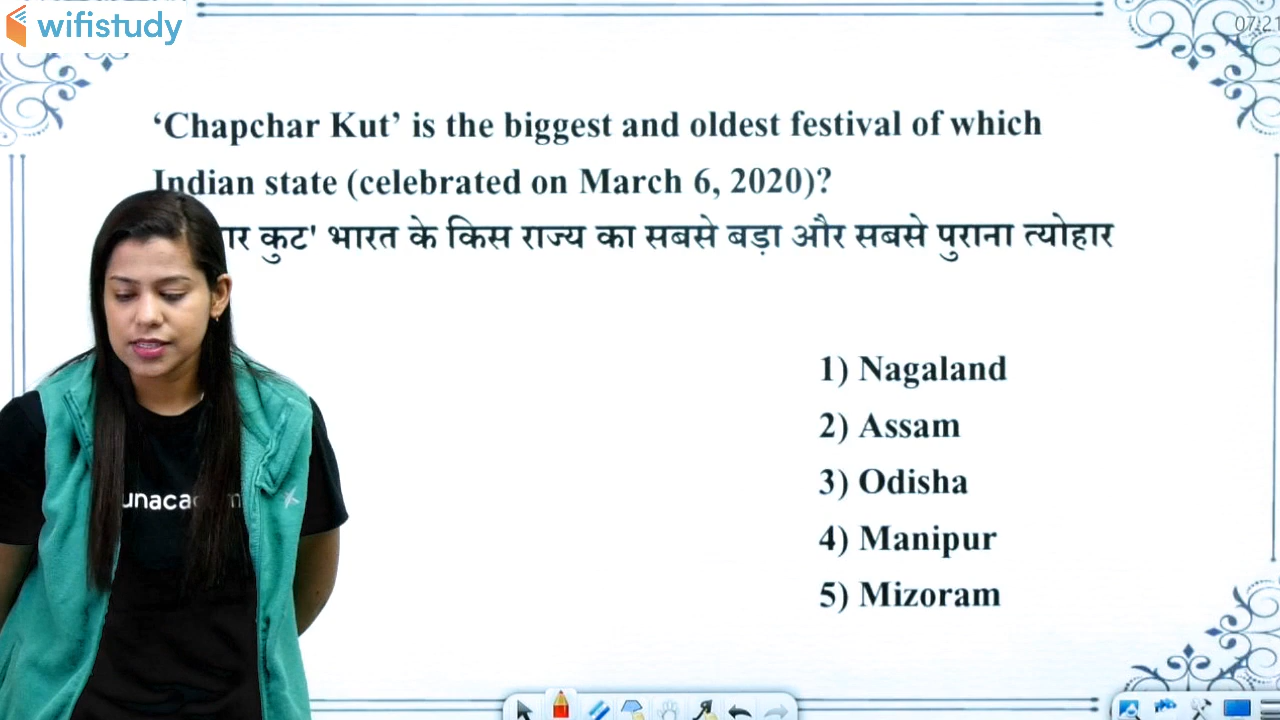 wifistudy
07:21
‘Chapchar Kut’ is the biggest and oldest festival of which
Indian state (celebrated on March 6, 2020)?
कुट' भारत के किस राज्य का सबसे बड़ा और सबसे पुराना त्योहार
1) Nagaland
2) Assam
3) Odisha
4) Manipur
5) Mizoram